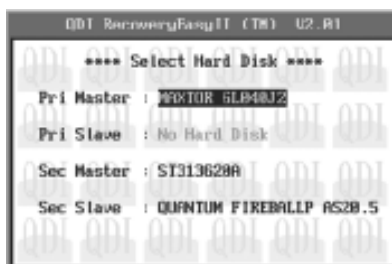 QDI RecoveryEasyII (TM) V2.01
**** Select Hard Disk ****
Pri Master : MAXTOR 6L040J2
Pri Slave : No Hard Disk
Sec Master : ST313620A
Sec Slave : QUANTUM FIREBALLP AS20.5